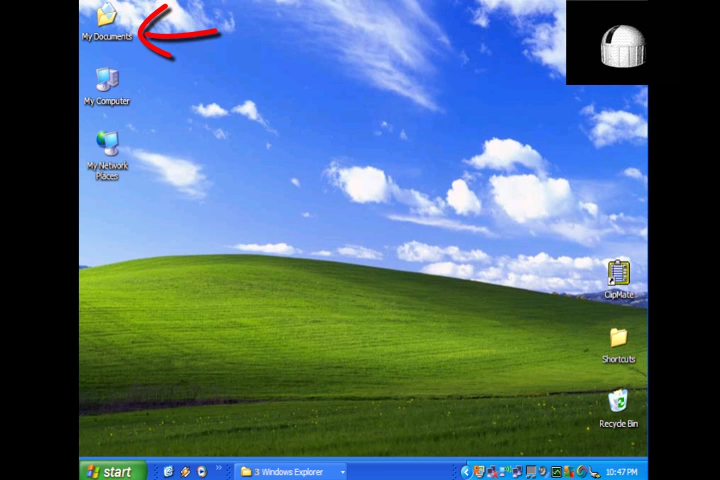 My Documents
My Computer
My Network
Places
ClipMate
Shortcuts
Recycle Bin
start
3 Windows Explorer
10:47 PM